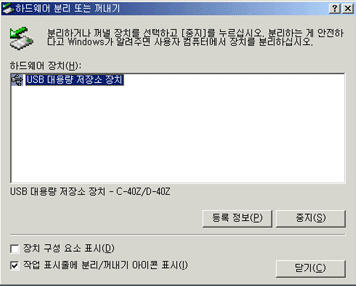 하드웨어 분리 또는 꺼내기
분리하거나 꺼낼 장치를 선택하고 [중지]를 누르십시오. 분리하는 게 안전하
다고 Windows가 알려주면 사용자 컴퓨터에서 장치를 분리하십시오.
하드웨어 장치(H):
USB 대용량 저장소 장치
USB 대용량 저장소 장치 - C-40Z/D-40Z
등록 정보(P)
중지(S)
장치 구성 요소 표시(D)
작업 표시줄에 분리/꺼내기 아이콘 표시(I)
닫기(C)